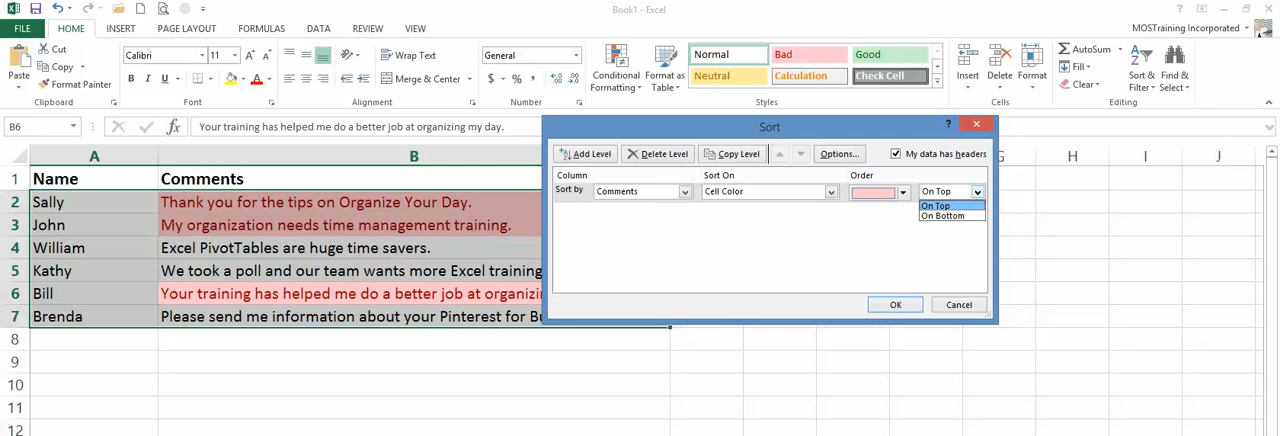 Book1 - Excel
FILE HOME INSERT PAGE LAYOUT FORMULAS DATA REVIEW VIEW MOSTraining Incorporated
Paste
Cut
Copy
Format Painter
Clipboard
Calibri 11 A A
B I U A
Font
Wrap Text
Merge & Center
Alignment
General
$ % ,
Number
Conditional Formatting
Format as Table
Normal Bad Good
Neutral Calculation Check Cell
Styles
Insert Delete Format
Cells
AutoSum
Fill
Clear
Sort & Filter
Find & Select
Editing
B6 fx Your training has helped me do a better job at organizing my day.
A B G H I J
1 Name Comments
2 Sally Thank you for the tips on Organize Your Day.
3 John My organization needs time management training.
4 William Excel PivotTables are huge time savers.
5 Kathy We took a poll and our team wants more Excel training
6 Bill Your training has helped me do a better job at organizi
7 Brenda Please send me information about your Pinterest for Bu
8
9
10
11
12
Sort ?
Add Level Delete Level Copy Level Options... My data has headers
Column Sort On Order
Sort by Comments Cell Color On Top
On Top
On Bottom
OK Cancel